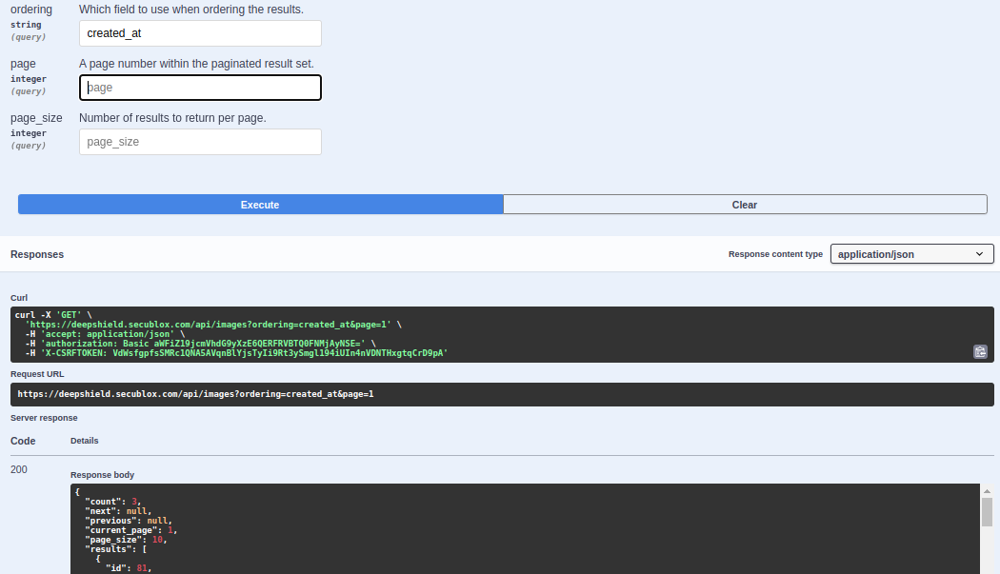 ordering Which field to use when ordering the results.
string
(query)
created_at
page A page number within the paginated result set.
integer
(query)
page
page_size Number of results to return per page.
integer
(query)
page_size
Execute Clear
Responses Response content type application/json
Curl
curl -X 'GET' \
'https://deepshield.secublox.com/api/images?ordering=created_at&page=1' \
-H 'accept: application/json' \
-H 'authorization: Basic aWFiZ19jcmVhdG9yXzE6QERFRVBTQ0FNMjAyNSE=' \
-H 'X-CSRFTOKEN: VdWsfgpfsSMRc1QNA5AVqnBlYjsTyIi9Rt3ySmgl194iUIn4nVDNTHxgtqCrD9pA'
Request URL
https://deepshield.secublox.com/api/images?ordering=created_at&page=1
Server response
Code Details
200
Response body
{
"count": 3,
"next": null,
"previous": null,
"current_page": 1,
"page_size": 10,
"results": [
{
"id": 81,